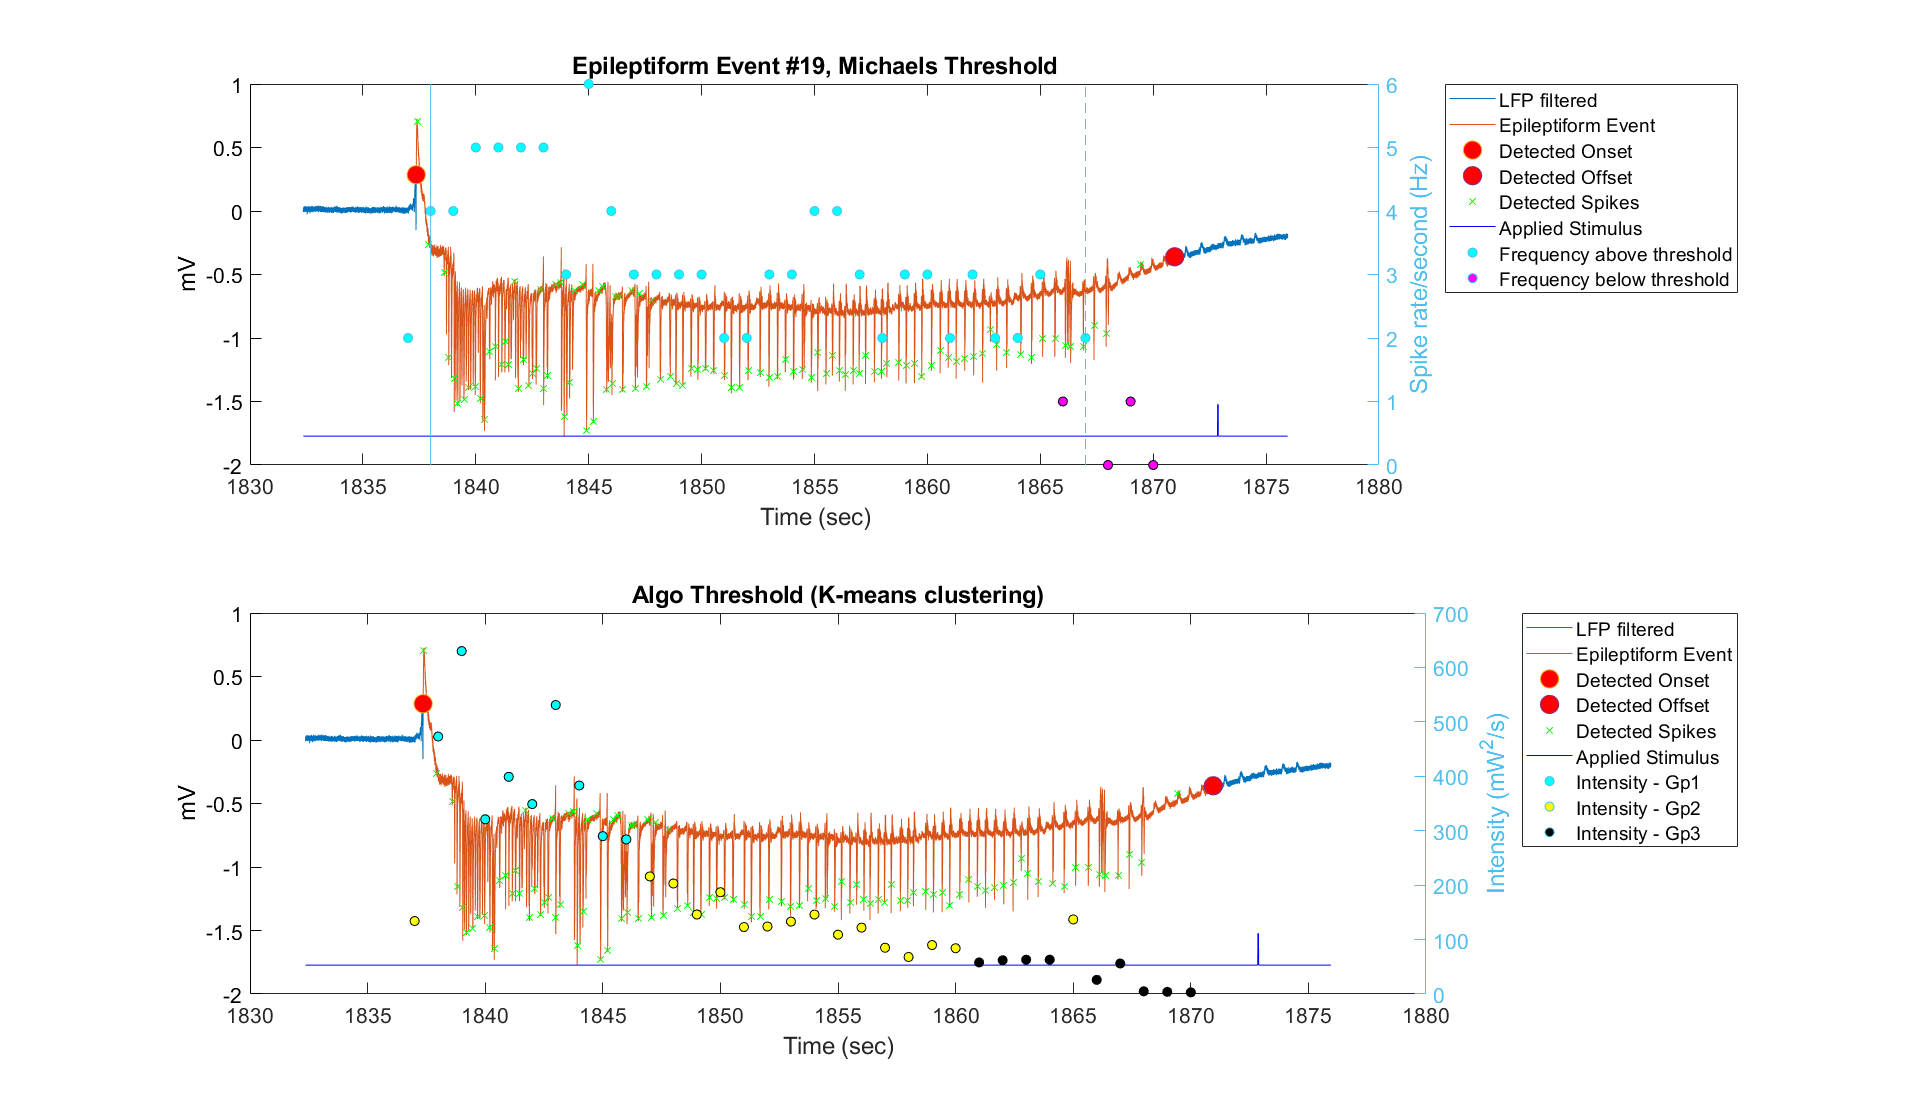 Epileptiform Event #19, Michaels Threshold
1
0.5
0
-0.5
-1
-1.5
-2
mV
6
5
4
3
2
1
0
Spike rate/second (Hz)
1830 1835 1840 1845 1850 1855 1860 1865 1870 1875 1880
Time (sec)
LFP filtered
Epileptiform Event
Detected Onset
Detected Offset
Detected Spikes
Applied Stimulus
Frequency above threshold
Frequency below threshold
Algo Threshold (K-means clustering)
1
0.5
0
-0.5
-1
-1.5
-2
mV
700
600
500
400
300
200
100
0
Intensity (mW²/s)
1830 1835 1840 1845 1850 1855 1860 1865 1870 1875 1880
Time (sec)
LFP filtered
Epileptiform Event
Detected Onset
Detected Offset
Detected Spikes
Applied Stimulus
Intensity - Gp1
Intensity - Gp2
Intensity - Gp3